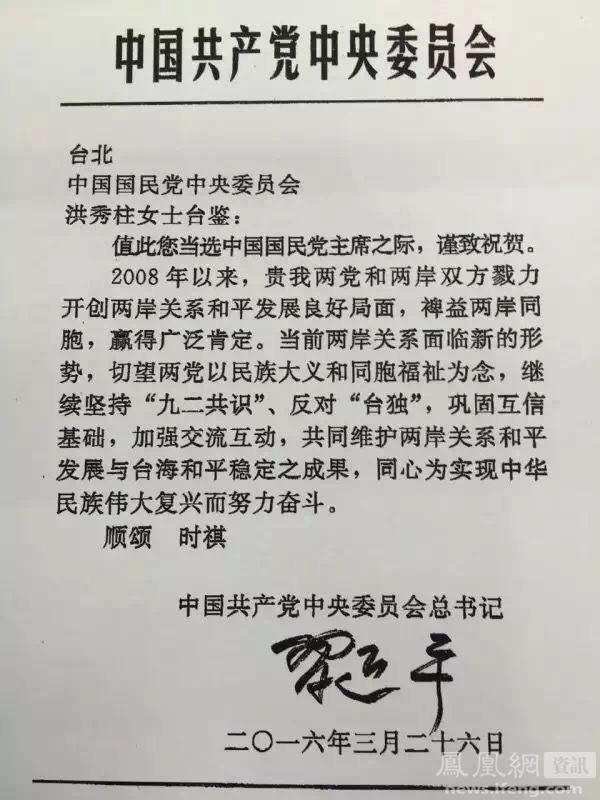 中国共产党中央委员会
台北
中国国民党中央委员会
洪秀柱女士台鉴：
值此您当选中国国民党主席之际，谨致祝贺。
2008年以来，贵我两党和两岸双方戮力
开创两岸关系和平发展良好局面，裨益两岸同
胞，赢得广泛肯定。当前两岸关系面临新的形
势，切望两党以民族大义和同胞福祉为念，继
续坚持“九二共识”、反对“台独”，巩固互信
基础，加强交流互动，共同维护两岸关系和平
发展与台海和平稳定之成果，同心为实现中华
民族伟大复兴而努力奋斗。
顺颂 时祺
中国共产党中央委员会总书记
习近平
二〇一六年三月二十六日
鳳凰網 資訊
news.ifeng.com